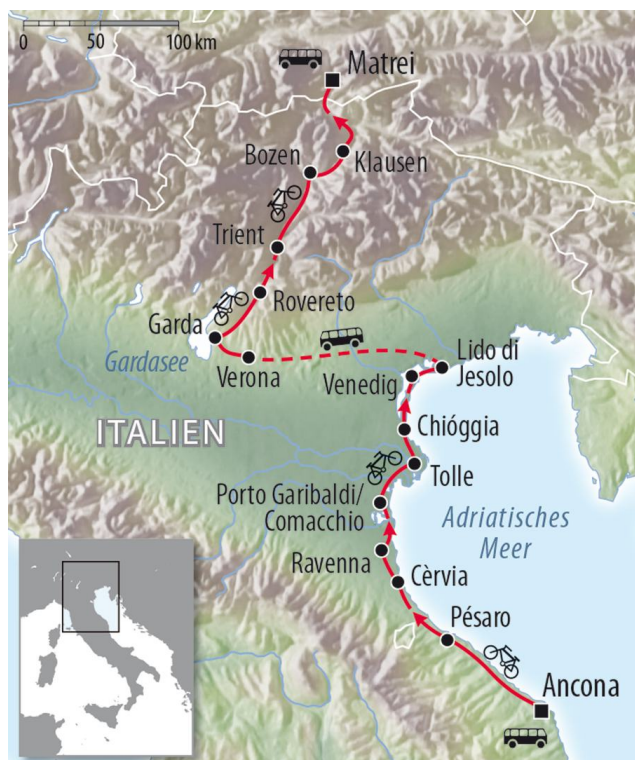 0 50 100 km
Matrei
Bozen
Klausen
Trient
Rovereto
Garda
Gardasee
Verona
Lido di
Jesolo
Venedig
ITALIEN
Chióggia
Tolle
Porto Garibaldi/
Comacchio
Adriatisches
Meer
Ravenna
Cèrvia
Pésaro
Ancona